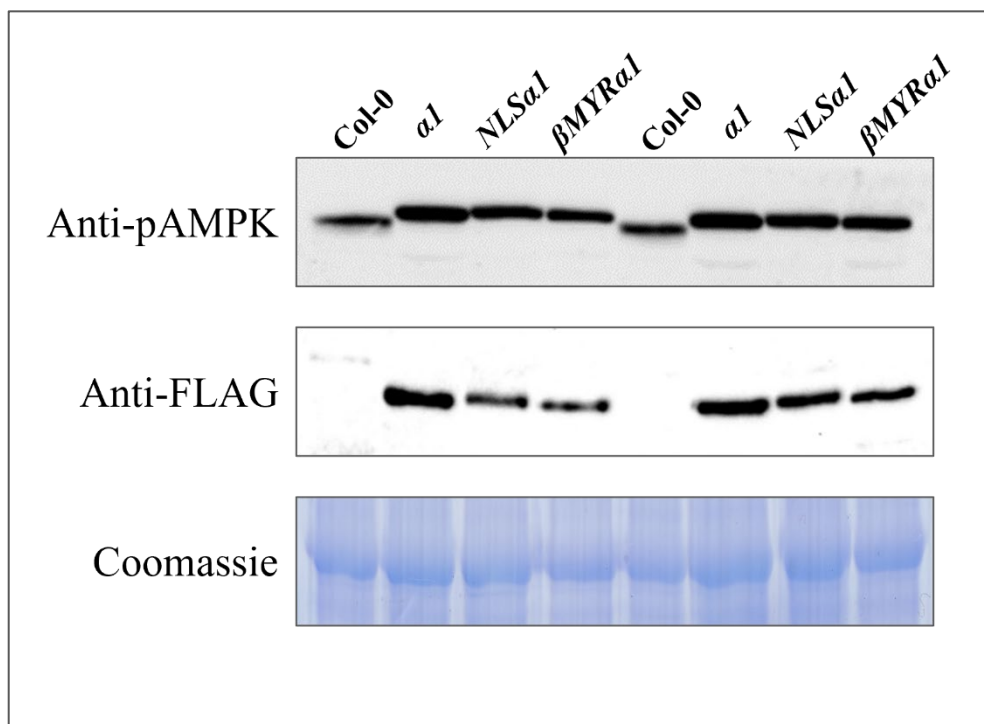 Col-0 α1 NLSα1 βMYRα1 Col-0 α1 NLSα1 βMYRα1
Anti-pAMPK
Anti-FLAG
Coomassie